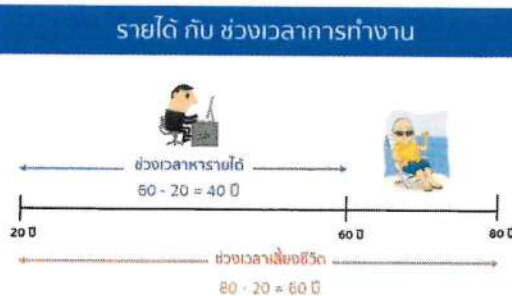 รายได้ กับ ช่วงเวลาการทำงาน
ช่วงเวลาหารายได้
60 - 20 = 40 ปี
20 ปี
60 ปี
80 ปี
ช่วงเวลาเลี้ยงชีวิต
80 - 20 = 60 ปี